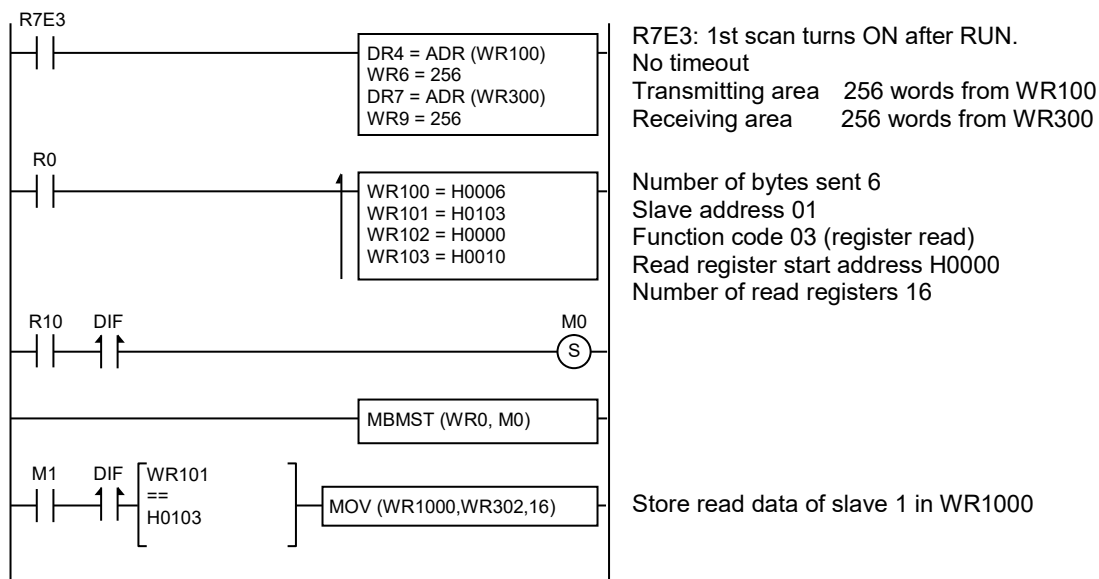 R7E3
DR4 = ADR (WR100)
WR6 = 256
DR7 = ADR (WR300)
WR9 = 256
R7E3: 1st scan turns ON after RUN.
No timeout
Transmitting area 256 words from WR100
Receiving area 256 words from WR300
R0
WR100 = H0006
WR101 = H0103
WR102 = H0000
WR103 = H0010
Number of bytes sent 6
Slave address 01
Function code 03 (register read)
Read register start address H0000
Number of read registers 16
R10 DIF M0
S
MBMST (WR0, M0)
M1 DIF WR101
==
H0103
MOV (WR1000,WR302,16)
Store read data of slave 1 in WR1000